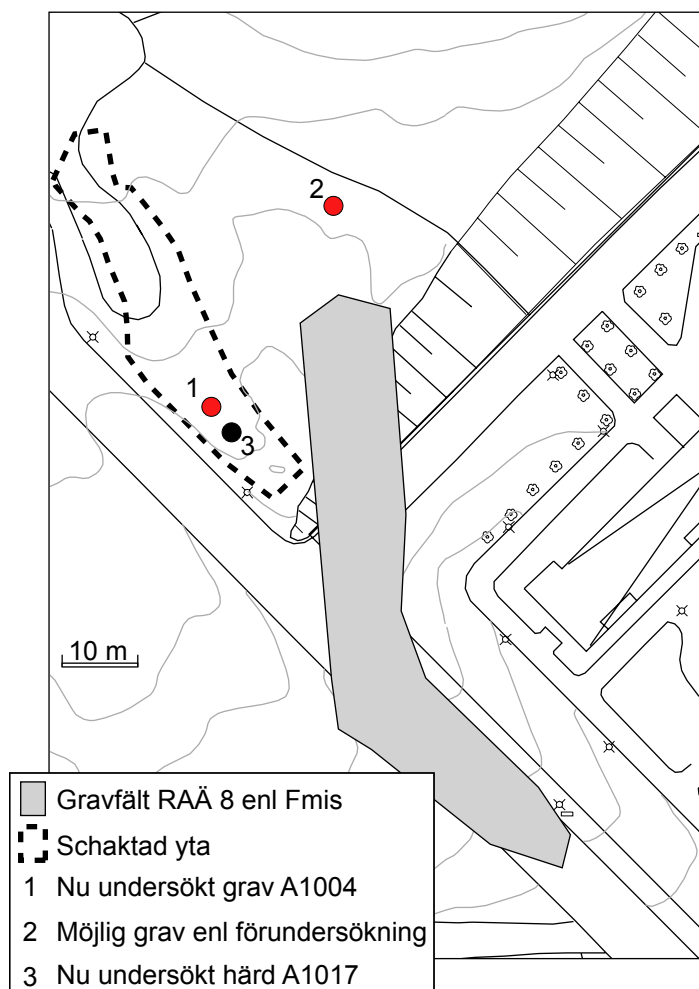 2
1
3
10 m
Gravfält RAÄ 8 enl Fmis
Schaktad yta
1 Nu undersökt grav A1004
2 Möjlig grav enl förundersökning
3 Nu undersökt härd A1017